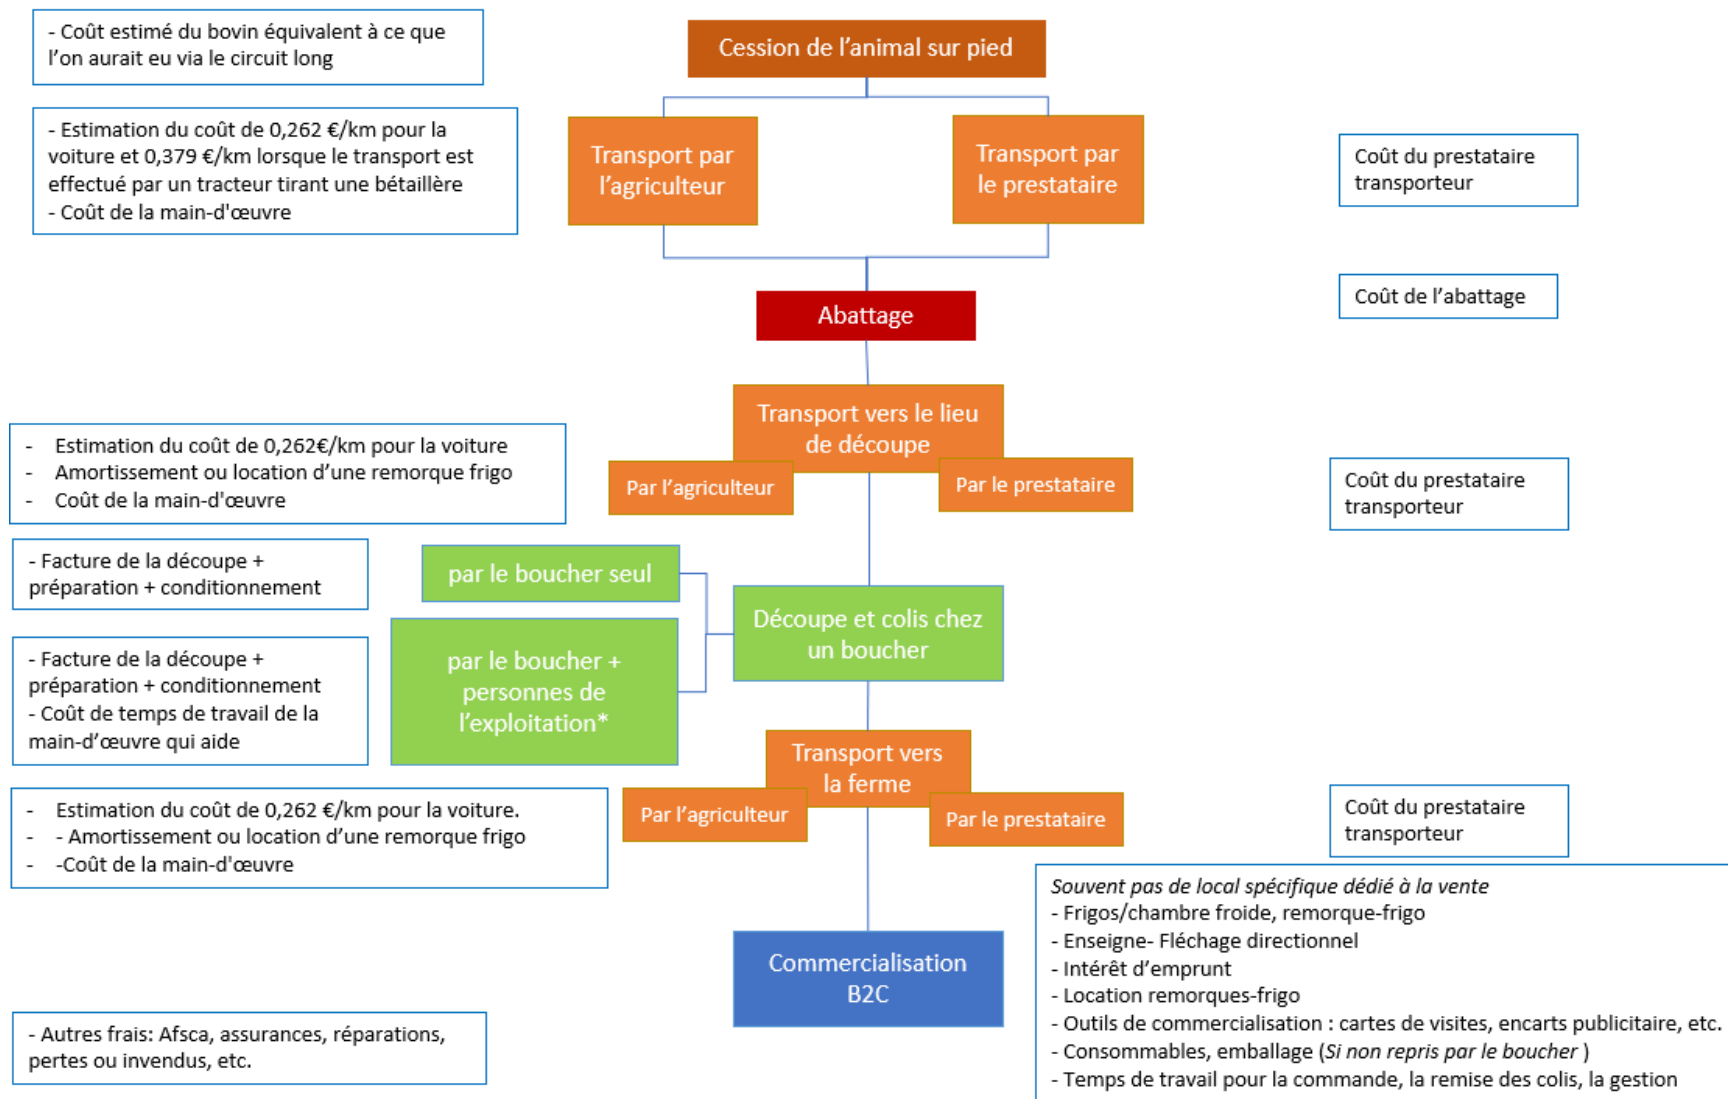 - Coût estimé du bovin équivalent à ce que
l’on aurait eu via le circuit long
Cession de l’animal sur pied
- Estimation du coût de 0,262 €/km pour la
voiture et 0,379 €/km lorsque le transport est
effectué par un tracteur tirant une bétaillère
- Coût de la main-d'œuvre
Transport par
l’agriculteur
Transport par
le prestataire
Coût du prestataire
transporteur
Abattage
Coût de l’abattage
Transport vers le lieu
de découpe
- Estimation du coût de 0,262€/km pour la voiture
- Amortissement ou location d’une remorque frigo
- Coût de la main-d'œuvre
Par l’agriculteur
Par le prestataire
Coût du prestataire
transporteur
- Facture de la découpe +
préparation + conditionnement
par le boucher seul
Découpe et colis chez
un boucher
- Facture de la découpe +
préparation + conditionnement
- Coût de temps de travail de la
main-d’œuvre qui aide
par le boucher +
personnes de
l’exploitation*
Transport vers
la ferme
- Estimation du coût de 0,262 €/km pour la voiture.
- - Amortissement ou location d’une remorque frigo
- -Coût de la main-d'œuvre
Par l’agriculteur
Par le prestataire
Coût du prestataire
transporteur
Commercialisation
B2C
Souvent pas de local spécifique dédié à la vente
- Frigos/chambre froide, remorque-frigo
- Enseigne- Fléchage directionnel
- Intérêt d’emprunt
- Location remorques-frigo
- Outils de commercialisation : cartes de visites, encarts publicitaire, etc.
- Consommables, emballage (Si non repris par le boucher )
- Temps de travail pour la commande, la remise des colis, la gestion
- Autres frais: Afsca, assurances, réparations,
pertes ou invendus, etc.